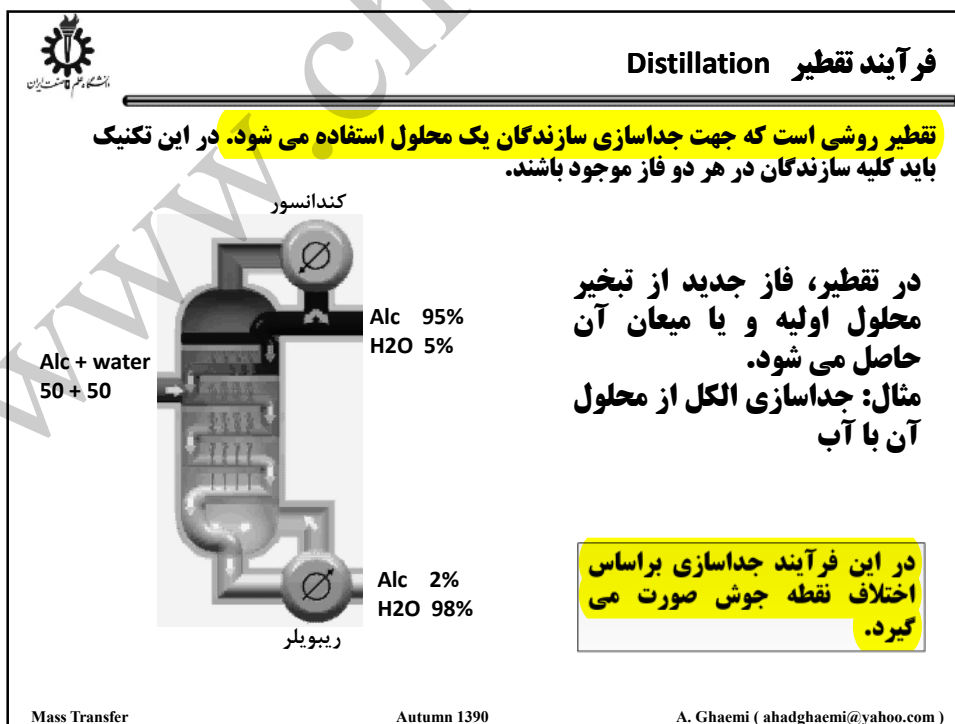 دانشگاه علم و صنعت ایران
فرآیند تقطیر Distillation
تقطیر روشی است که جهت جداسازی سازندگان یک محلول استفاده می شود. در این تکنیک
باید کلیه سازندگان در هر دو فاز موجود باشند.
کندانسور
در تقطیر، فاز جدید از تبخیر
محلول اولیه و یا میعان آن
حاصل می شود.
مثال: جداسازی الکل از محلول
آن با آب
Alc 95%
H2O 5%
Alc + water
50 + 50
در این فرآیند جداسازی براساس
اختلاف نقطه جوش صورت می
گیرد.
Alc 2%
H2O 98%
ریبویلر
Mass Transfer
Autumn 1390
A. Ghaemi ( ahadghaemi@yahoo.com )